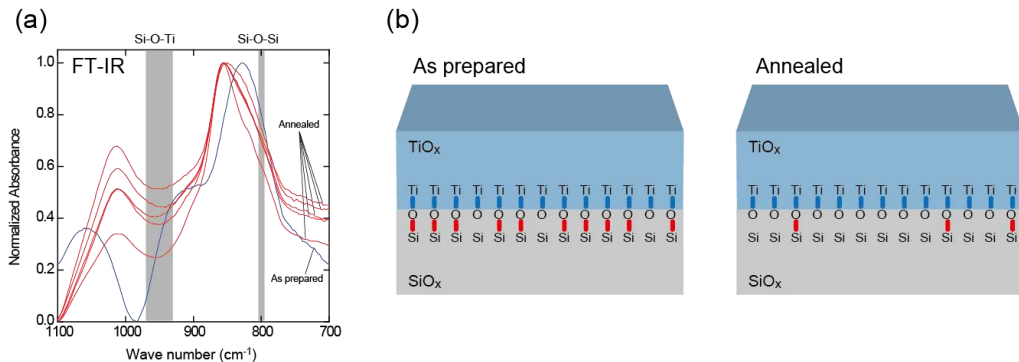 (a)
Si-O-Ti Si-O-Si
FT-IR
1.0
0.8
0.6
0.4
0.2
0.0
Normalized Absorbance
Annealed
As prepared
1100 1000 900 800 700
Wave number (cm-1)
(b)
As prepared
TiOx
Ti Ti Ti Ti Ti Ti Ti Ti Ti Ti Ti Ti Ti
O O O O O O O O O O O O O
Si Si Si Si Si Si Si Si Si Si Si Si Si
SiOx
Annealed
TiOx
Ti Ti Ti Ti Ti Ti Ti Ti Ti Ti Ti Ti Ti
O O O O O O O O O O O O O
Si Si Si Si Si Si Si Si Si Si Si Si Si
SiOx